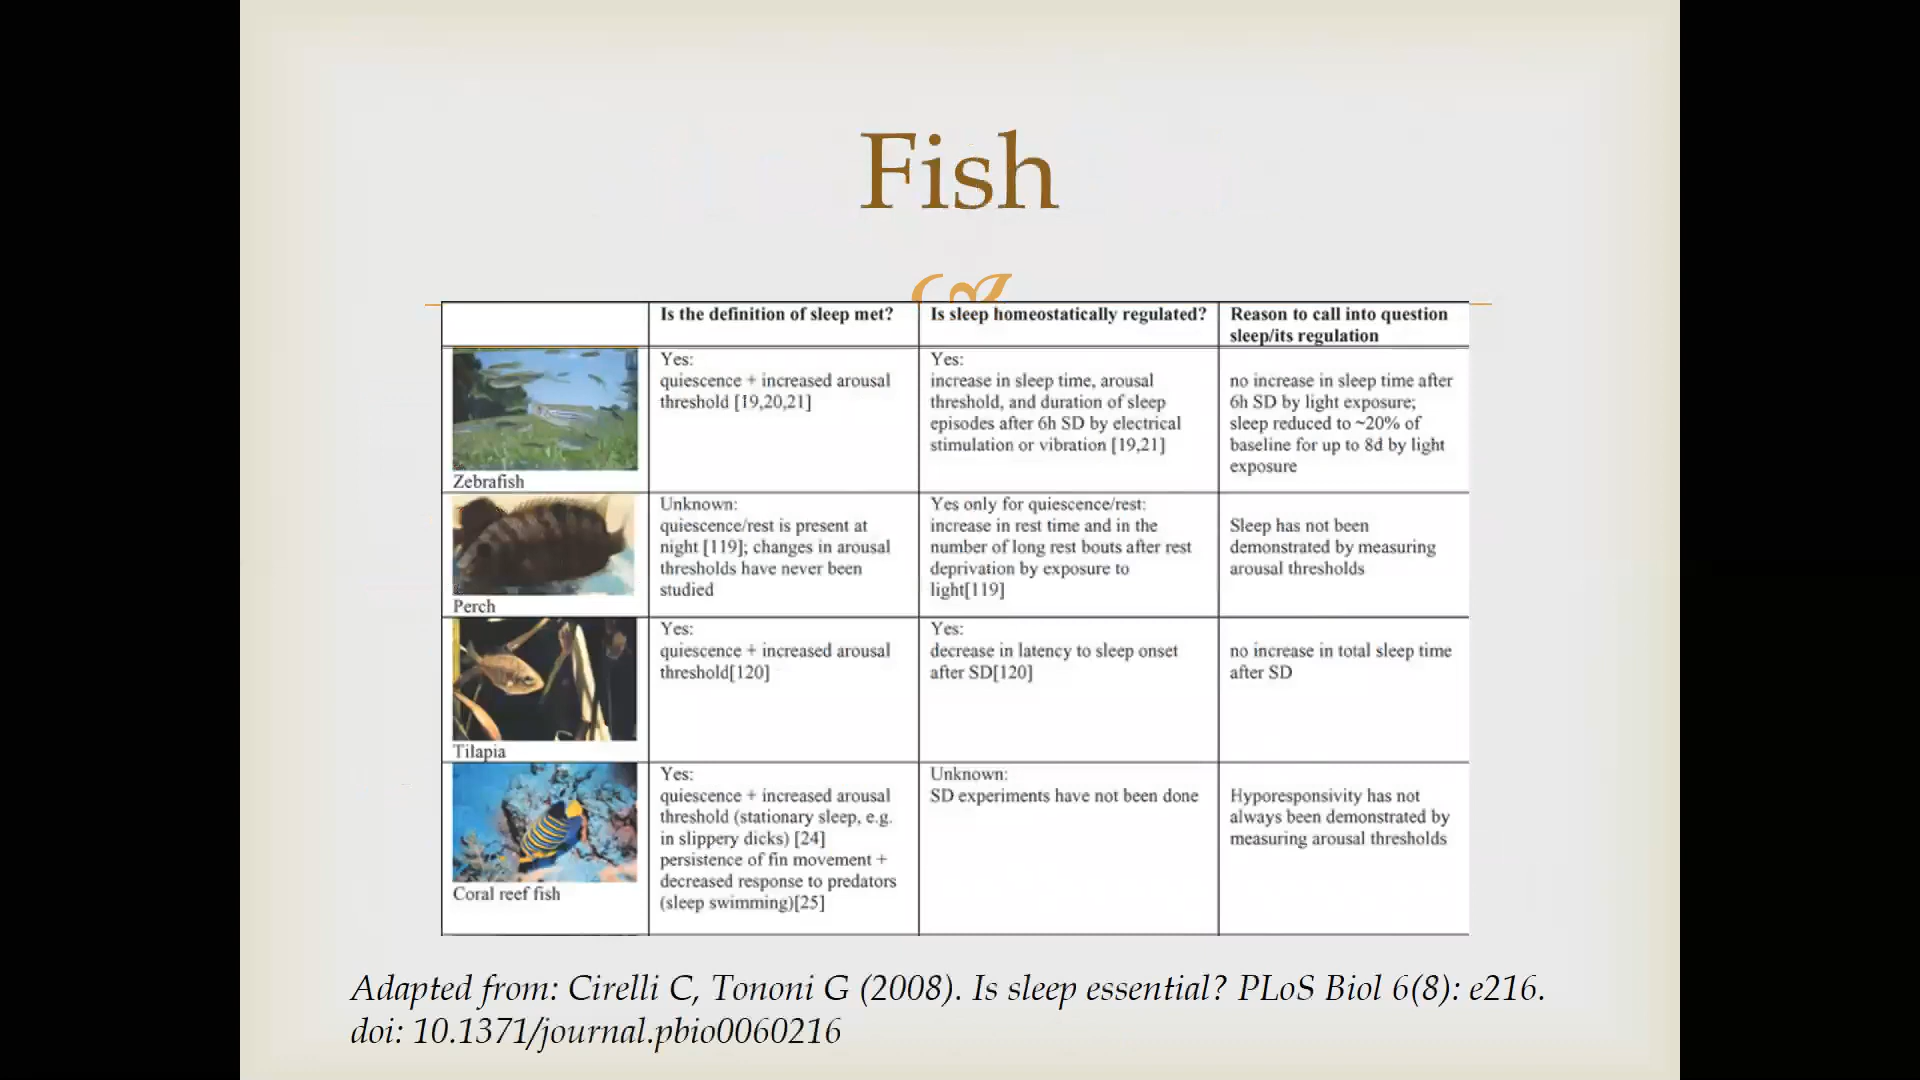 Fish
Is the definition of sleep met?
Is sleep homeostatically regulated?
Reason to call into question
sleep/its regulation
Zebrafish
Yes:
quiescence + increased arousal
threshold [19,20,21]
Yes:
increase in sleep time, arousal
threshold, and duration of sleep
episodes after 6h SD by electrical
stimulation or vibration [19,21]
no increase in sleep time after
6h SD by light exposure;
sleep reduced to ~20% of
baseline for up to 8d by light
exposure
Perch
Unknown:
quiescence/rest is present at
night [119]; changes in arousal
thresholds have never been
studied
Yes only for quiescence/rest:
increase in rest time and in the
number of long rest bouts after rest
deprivation by exposure to
light[119]
Sleep has not been
demonstrated by measuring
arousal thresholds
Tilapia
Yes:
quiescence + increased arousal
threshold[120]
Yes:
decrease in latency to sleep onset
after SD[120]
no increase in total sleep time
after SD
Coral reef fish
Yes:
quiescence + increased arousal
threshold (stationary sleep, e.g.
in slippery dicks) [24]
persistence of fin movement +
decreased response to predators
(sleep swimming)[25]
Unknown:
SD experiments have not been done
Hyporesponsivity has not
always been demonstrated by
measuring arousal thresholds
Adapted from: Cirelli C, Tononi G (2008). Is sleep essential? PLoS Biol 6(8): e216.
doi: 10.1371/journal.pbio0060216